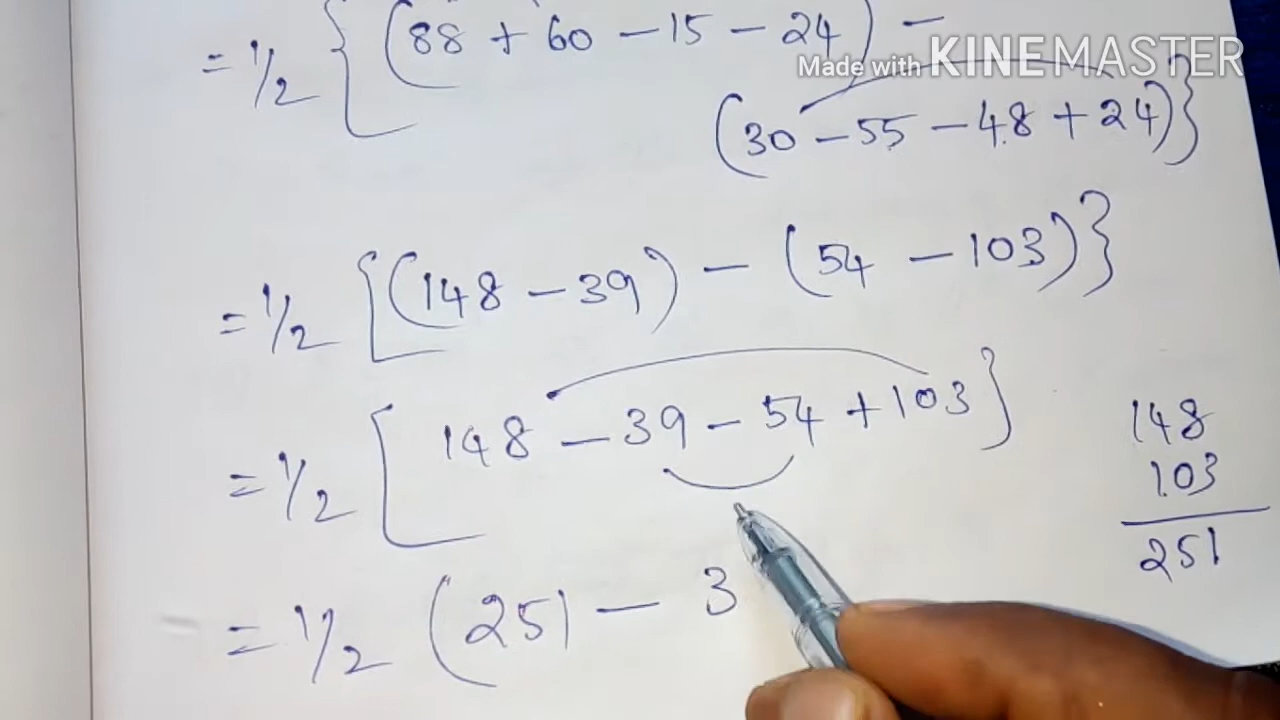 = 1/2 { (88 + 60 − 15 − 24) −
Made with KINEMASTER
(30 − 55 − 48 + 24)}
= 1/2 {(148 − 39) − (54 − 103)}
= 1/2 [ 148 − 39 − 54 + 103 }
148
103
251
= 1/2 ( 251 − 3